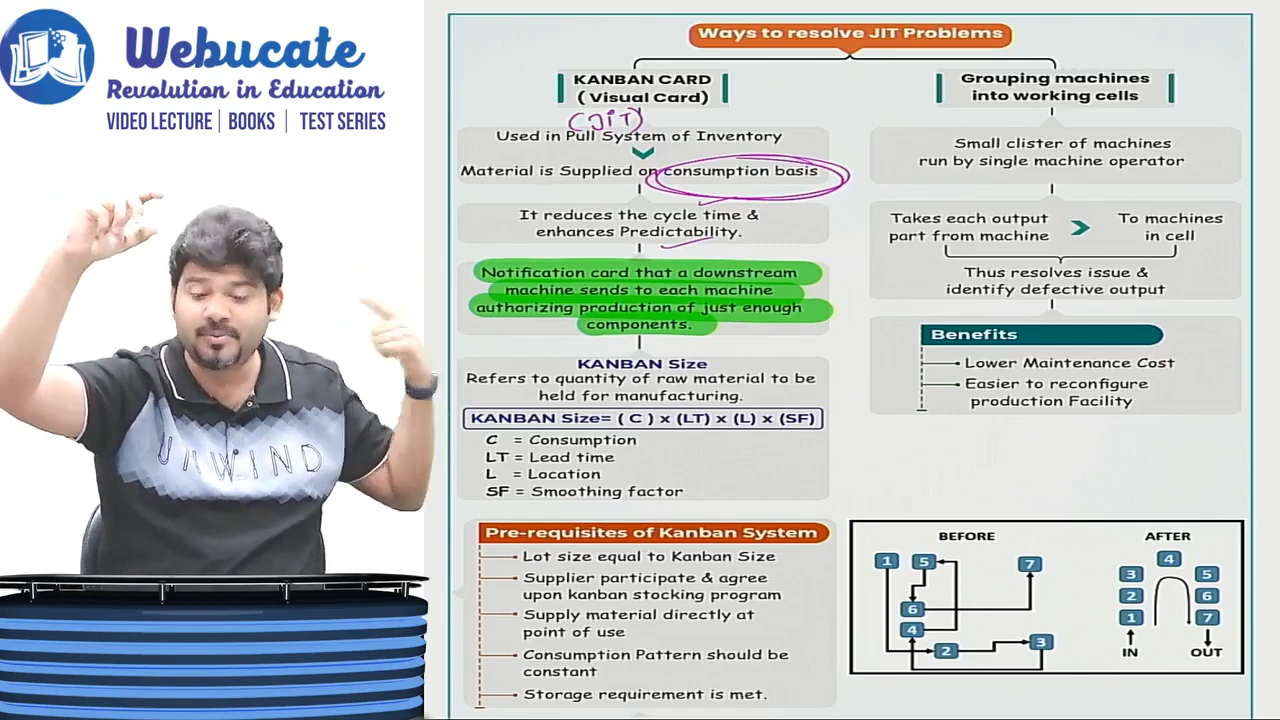 Webucate
Revolution in Education
VIDEO LECTURE | BOOKS | TEST SERIES
UNWIND
Ways to resolve JIT Problems
KANBAN CARD
( Visual Card)
(JIT)
Used in Pull System of Inventory
Material is Supplied on consumption basis
It reduces the cycle time &
enhances Predictability.
Notification card that a downstream
machine sends to each machine
authorizing production of just enough
components.
KANBAN Size
Refers to quantity of raw material to be
held for manufacturing.
KANBAN Size= ( C ) x (LT) x (L) x (SF)
C = Consumption
LT = Lead time
L = Location
SF = Smoothing factor
Pre-requisites of Kanban System
Lot size equal to Kanban Size
Supplier participate & agree
upon kanban stocking program
Supply material directly at
point of use
Consumption Pattern should be
constant
Storage requirement is met.
Grouping machines
into working cells
Small clister of machines
run by single machine operator
Takes each output
part from machine
To machines
in cell
Thus resolves issue &
identify defective output
Benefits
Lower Maintenance Cost
Easier to reconfigure
production Facility
BEFORE
1 5 7
6
4
2 3
AFTER
4
3 5
2 6
1 7
IN OUT